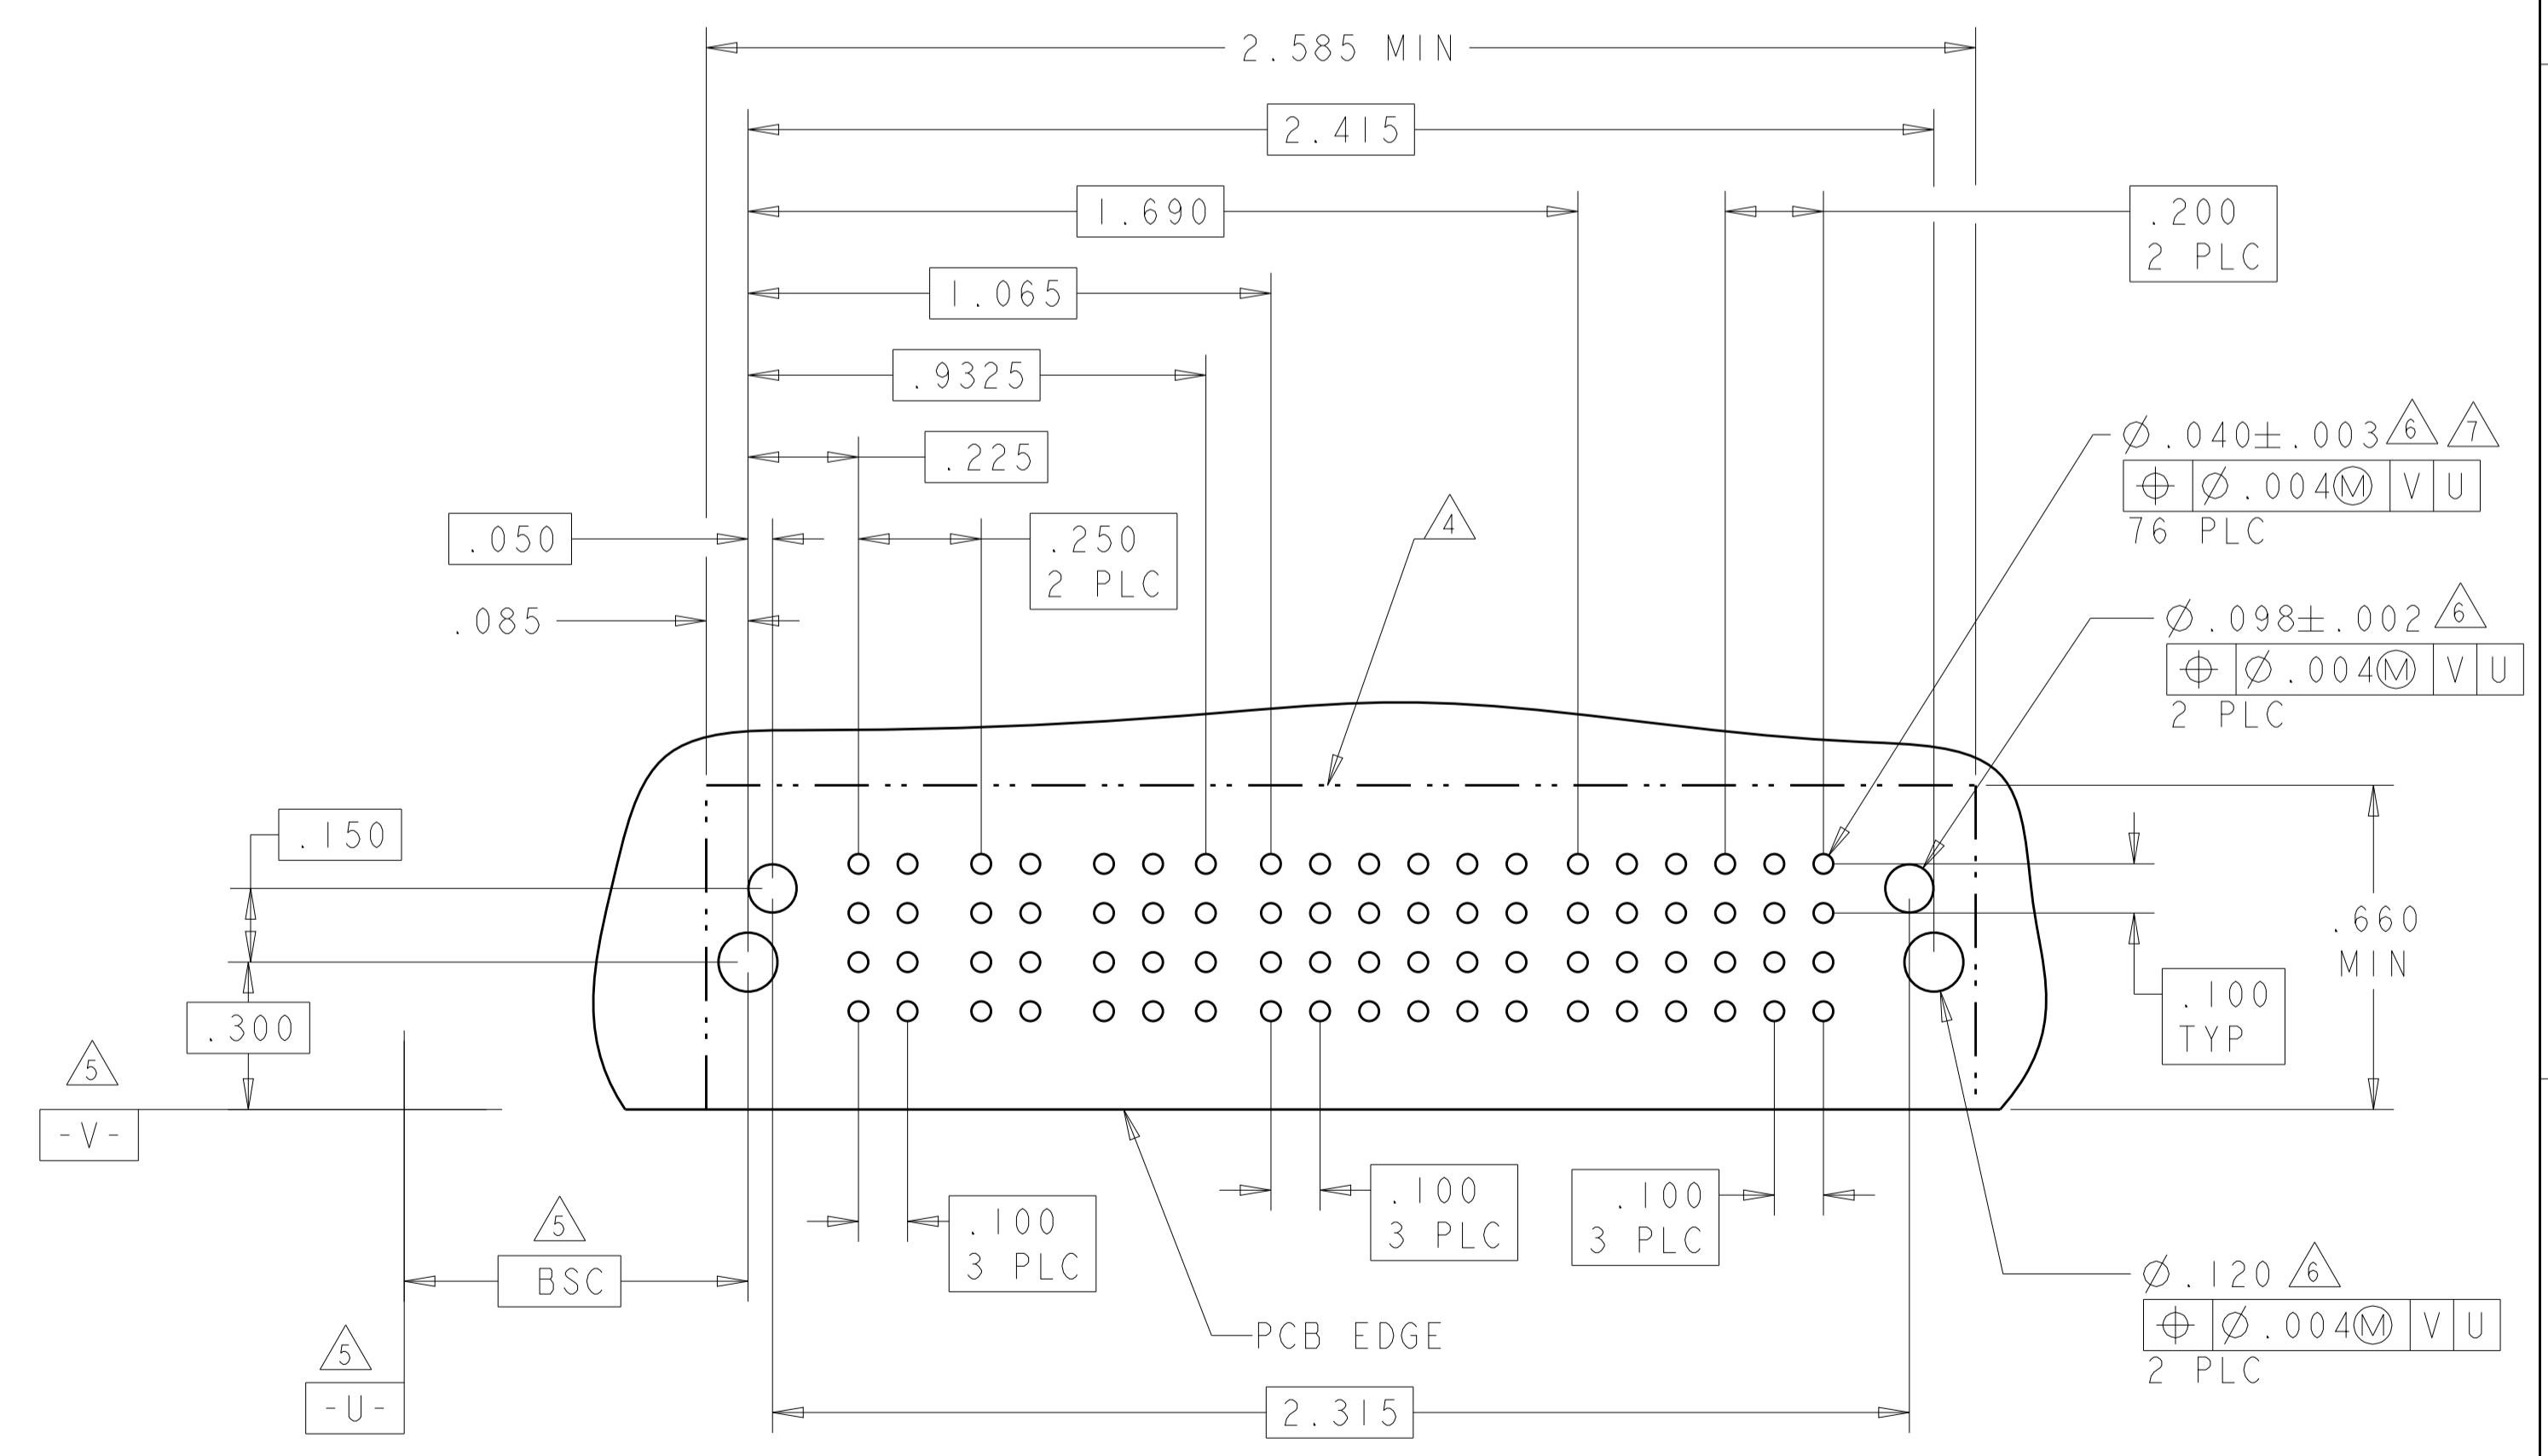 2.585 MIN
2.415
1.690
.200
2 PLC
1.065
.9325
.225
⌀.040±.003 6 7
⌖ ⌀.004Ⓜ V U
76 PLC
.050
.250
2 PLC
4
.085
⌀.098±.002 6
⌖ ⌀.004Ⓜ V U
2 PLC
.150
.660
MIN
.300
.100
TYP
5
-V-
.100
3 PLC
.100
3 PLC
.100
3 PLC
5
BSC
⌀.120 6
⌖ ⌀.004Ⓜ V U
2 PLC
PCB EDGE
5
-U-
2.315